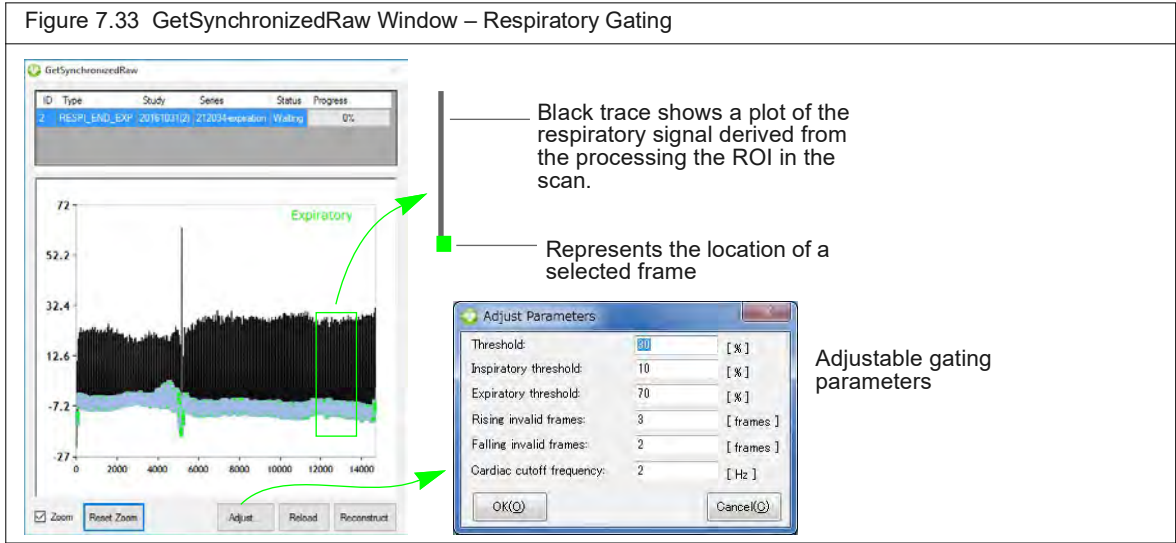 Figure 7.33 GetSynchronizedRaw Window – Respiratory Gating
GetSynchronizedRaw
ID Type Study Series Status Progress
2 RESPI_END_EXP 20161031(2) 212034-expiration Waiting 0%
72
Expiratory
52.2
32.4
12.6
-7.2
-27
0 2000 4000 6000 8000 10000 12000 14000
Zoom Reset Zoom Adjust... Reload Reconstruct
Black trace shows a plot of the
respiratory signal derived from
the processing the ROI in the
scan.
Represents the location of a
selected frame
Adjust Parameters
Threshold: 30 [ % ]
Inspiratory threshold: 10 [ % ]
Expiratory threshold: 70 [ % ]
Rising invalid frames: 3 [ frames ]
Falling invalid frames: 2 [ frames ]
Cardiac cutoff frequency: 2 [ Hz ]
OK(O) Cancel(C)
Adjustable gating
parameters